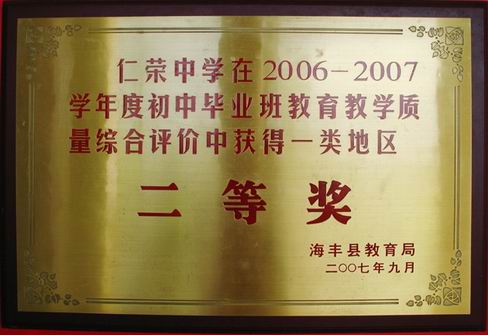 仁荣中学在2006-2007
学年度初中毕业班教育教学质
量综合评价中获得一类地区
二等奖
海丰县教育局
二〇〇七年九月